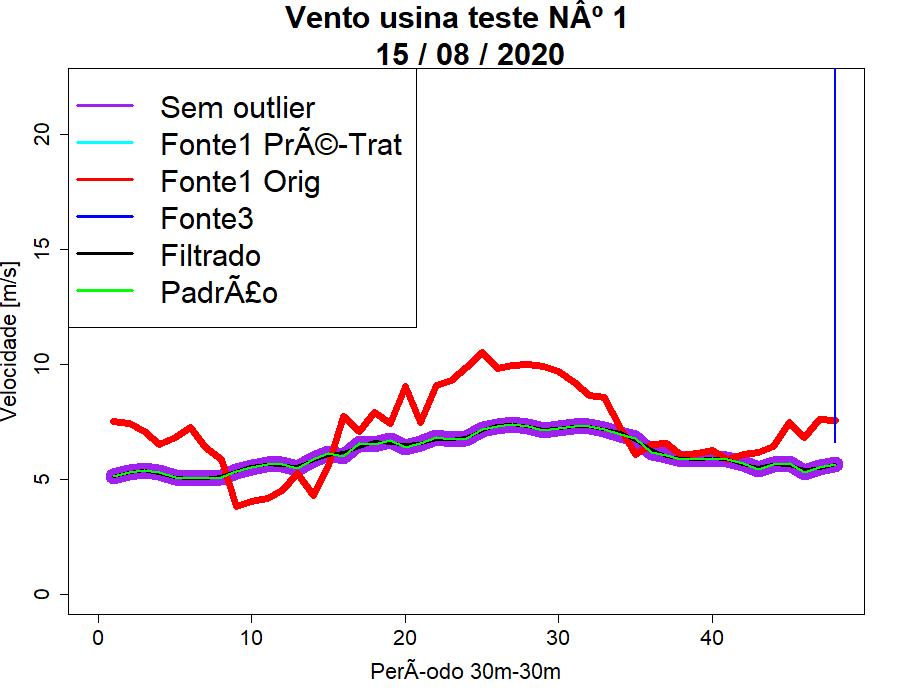 Vento usina teste NÂº 1
15 / 08 / 2020
Sem outlier
Fonte1 PrÃ©-Trat
Fonte1 Orig
Fonte3
Filtrado
PadrÃ£o
Velocidade [m/s]
20
15
10
5
0
0 10 20 30 40
PerÃ-odo 30m-30m